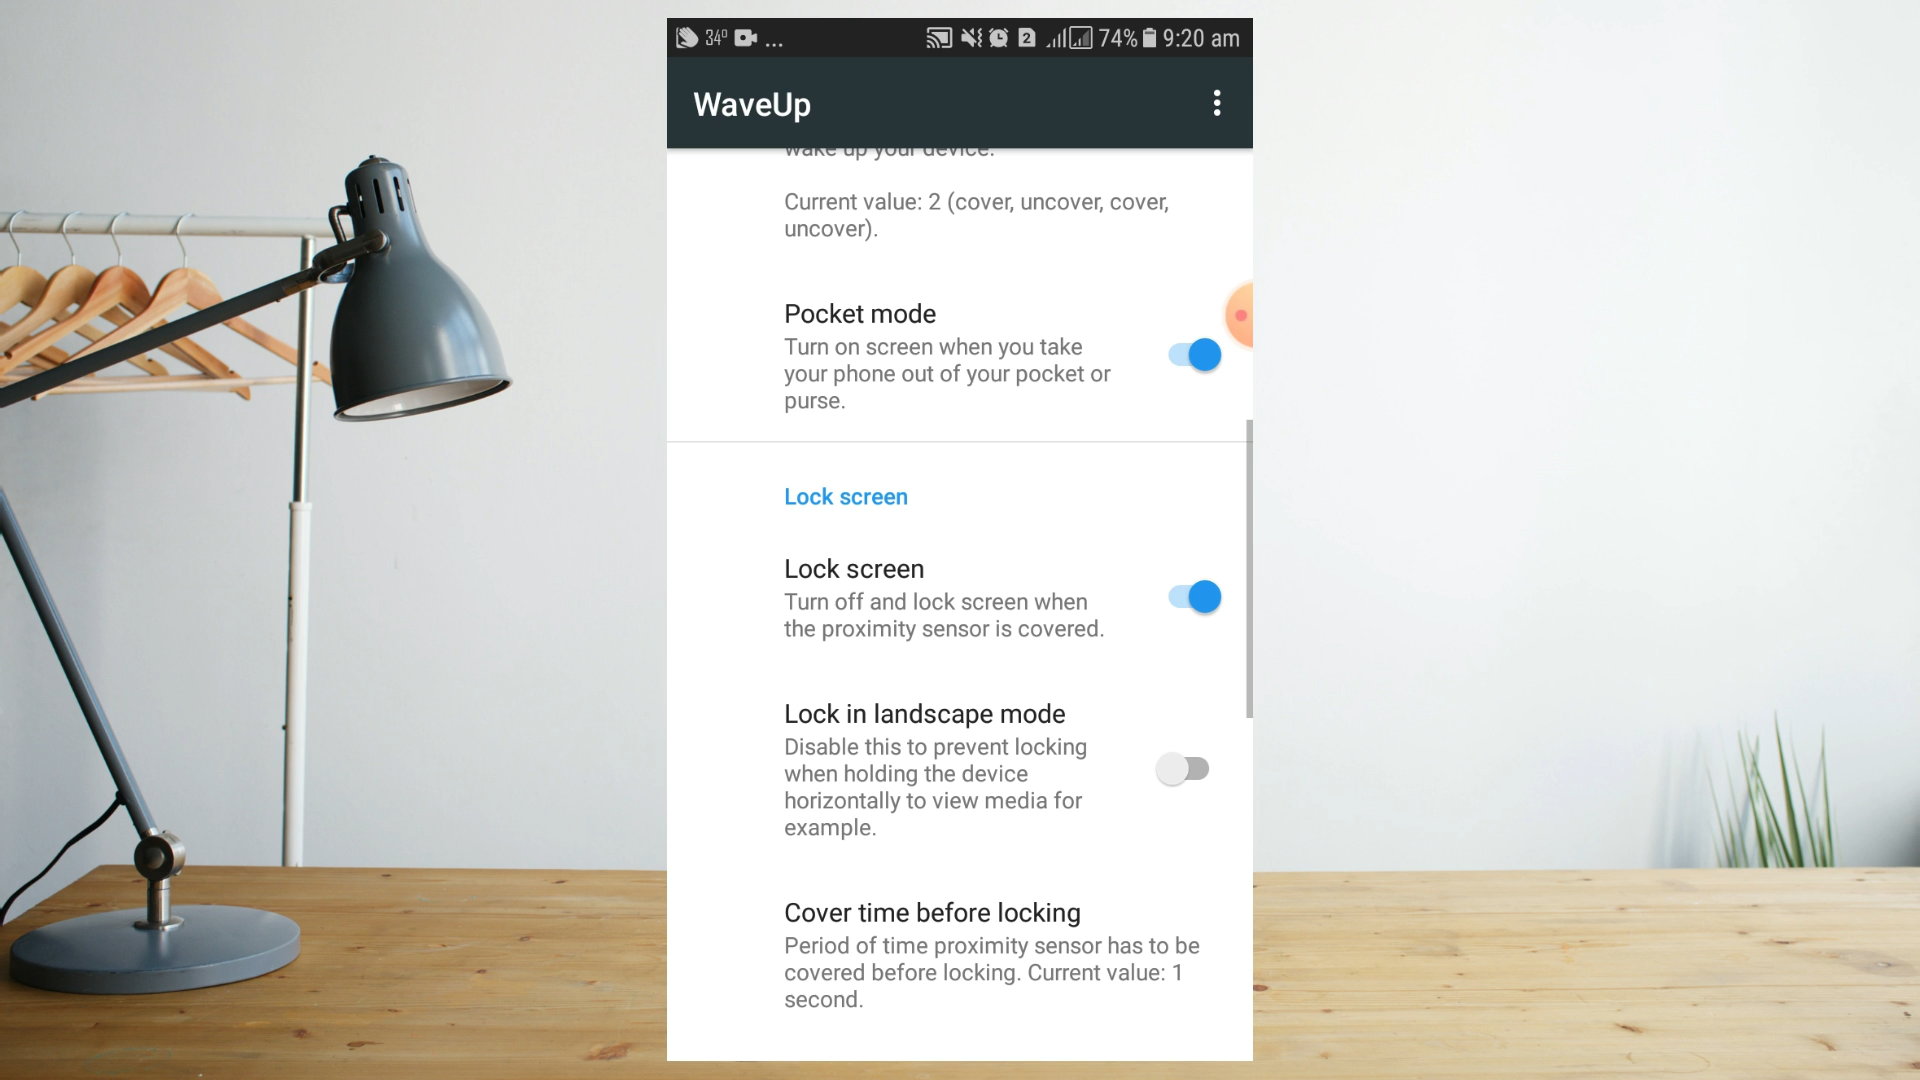 34° ... 2 74% 9:20 am
WaveUp
wake up your device.
Current value: 2 (cover, uncover, cover,
uncover).
Pocket mode
Turn on screen when you take
your phone out of your pocket or
purse.
Lock screen
Lock screen
Turn off and lock screen when
the proximity sensor is covered.
Lock in landscape mode
Disable this to prevent locking
when holding the device
horizontally to view media for
example.
Cover time before locking
Period of time proximity sensor has to be
covered before locking. Current value: 1
second.